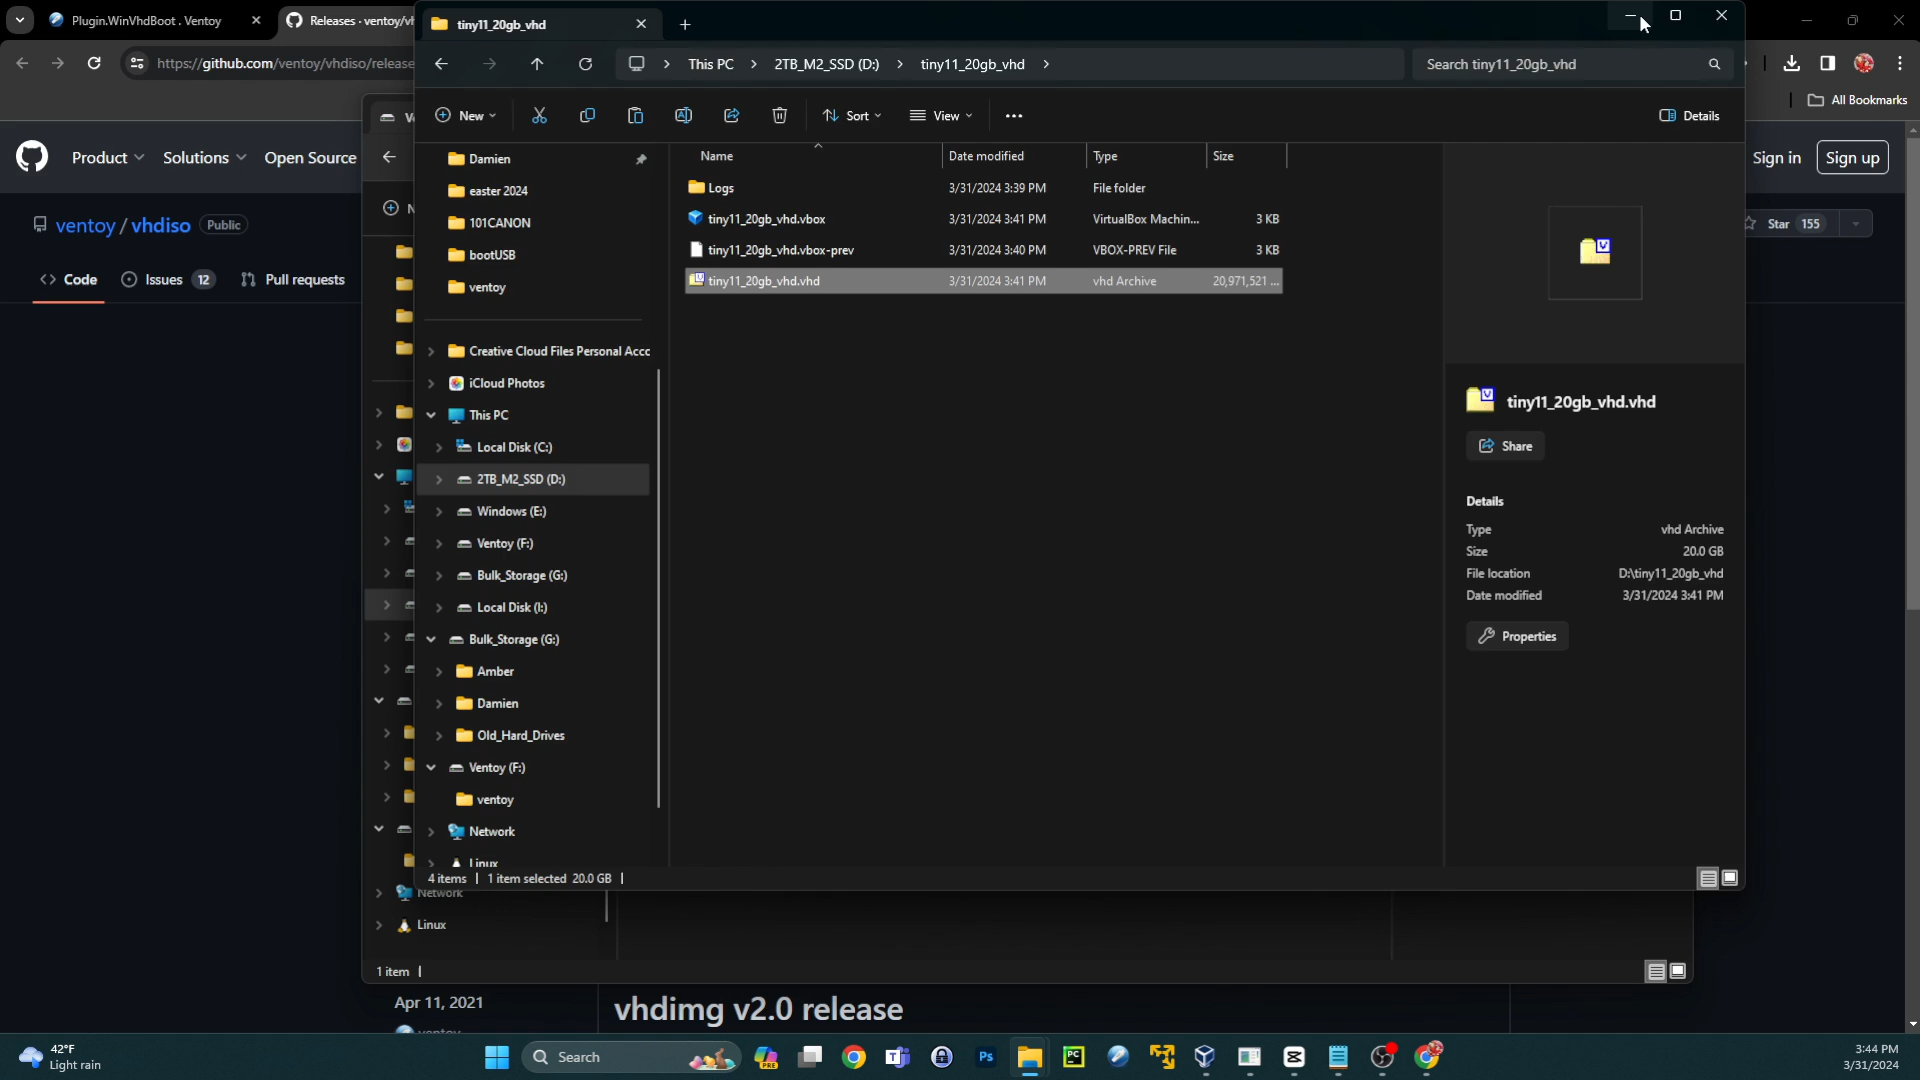 Plugin.WinVhdBoot . Ventoy
Releases · ventoy/vh
tiny11_20gb_vhd
https://github.com/ventoy/vhdiso/release
This PC > 2TB_M2_SSD (D:) > tiny11_20gb_vhd >
Search tiny11_20gb_vhd
All Bookmarks
New
Sort
View
Details
Product
Solutions
Open Source
Sign in
Sign up
ventoy / vhdiso Public
Star 155
Code
Issues 12
Pull requests
Damien
easter 2024
101CANON
bootUSB
ventoy
Creative Cloud Files Personal Accc
iCloud Photos
This PC
Local Disk (C:)
2TB_M2_SSD (D:)
Windows (E:)
Ventoy (F:)
Bulk_Storage (G:)
Local Disk (I:)
Bulk_Storage (G:)
Amber
Damien
Old_Hard_Drives
Ventoy (F:)
ventoy
Network
Linux
Name Date modified Type Size
Logs 3/31/2024 3:39 PM File folder
tiny11_20gb_vhd.vbox 3/31/2024 3:41 PM VirtualBox Machin... 3 KB
tiny11_20gb_vhd.vbox-prev 3/31/2024 3:40 PM VBOX-PREV File 3 KB
tiny11_20gb_vhd.vhd 3/31/2024 3:41 PM vhd Archive 20,971,521 ...
tiny11_20gb_vhd.vhd
Share
Details
Type vhd Archive
Size 20.0 GB
File location D:\tiny11_20gb_vhd
Date modified 3/31/2024 3:41 PM
Properties
4 items | 1 item selected 20.0 GB |
Network
Linux
1 item |
Apr 11, 2021
ventoy
vhdimg v2.0 release
42°F
Light rain
Search
3:44 PM
3/31/2024